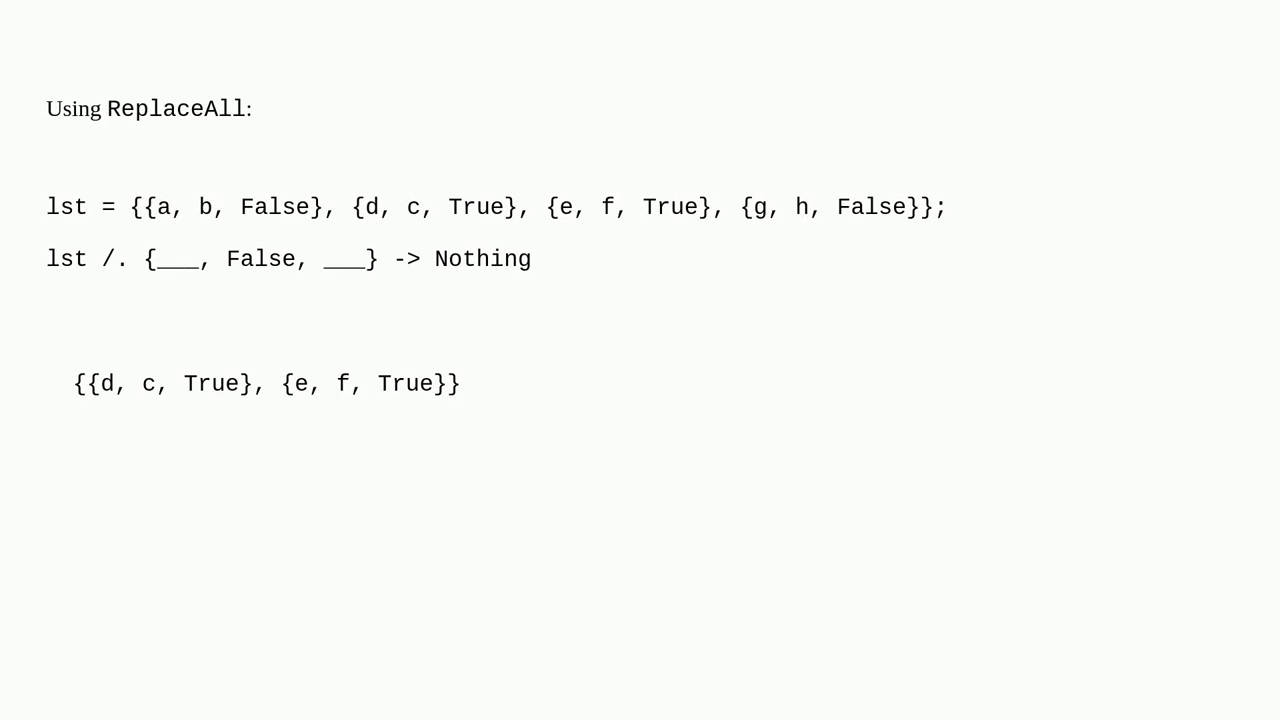 Using ReplaceAll:
lst = {{a, b, False}, {d, c, True}, {e, f, True}, {g, h, False}};
lst /. {___, False, ___} -> Nothing
{{d, c, True}, {e, f, True}}